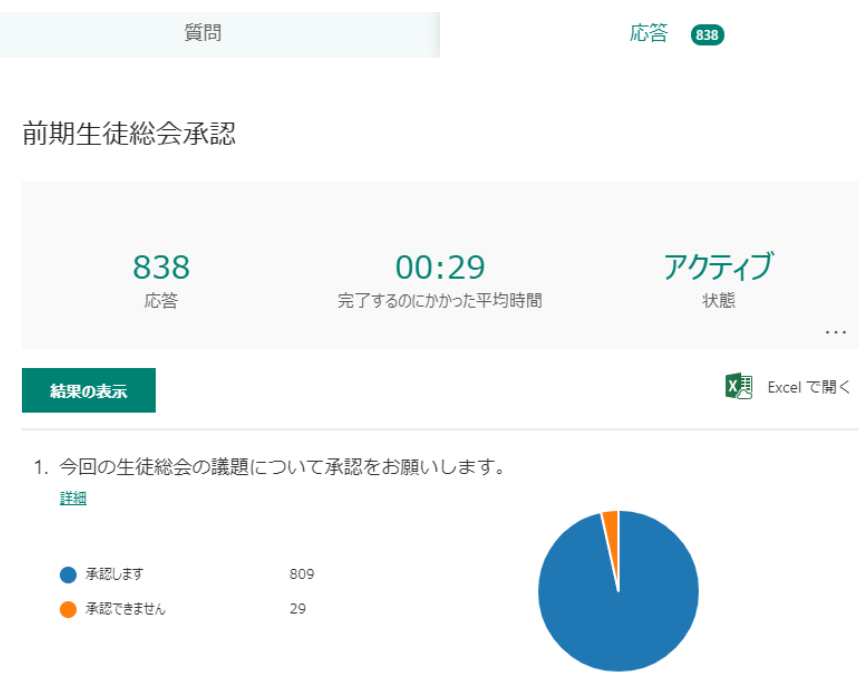 質問
応答 838
前期生徒総会承認
838
応答
00:29
完了するのにかかった平均時間
アクティブ
状態
...
結果の表示
Excel で開く
1. 今回の生徒総会の議題について承認をお願いします。
詳細
承認します 809
承認できません 29